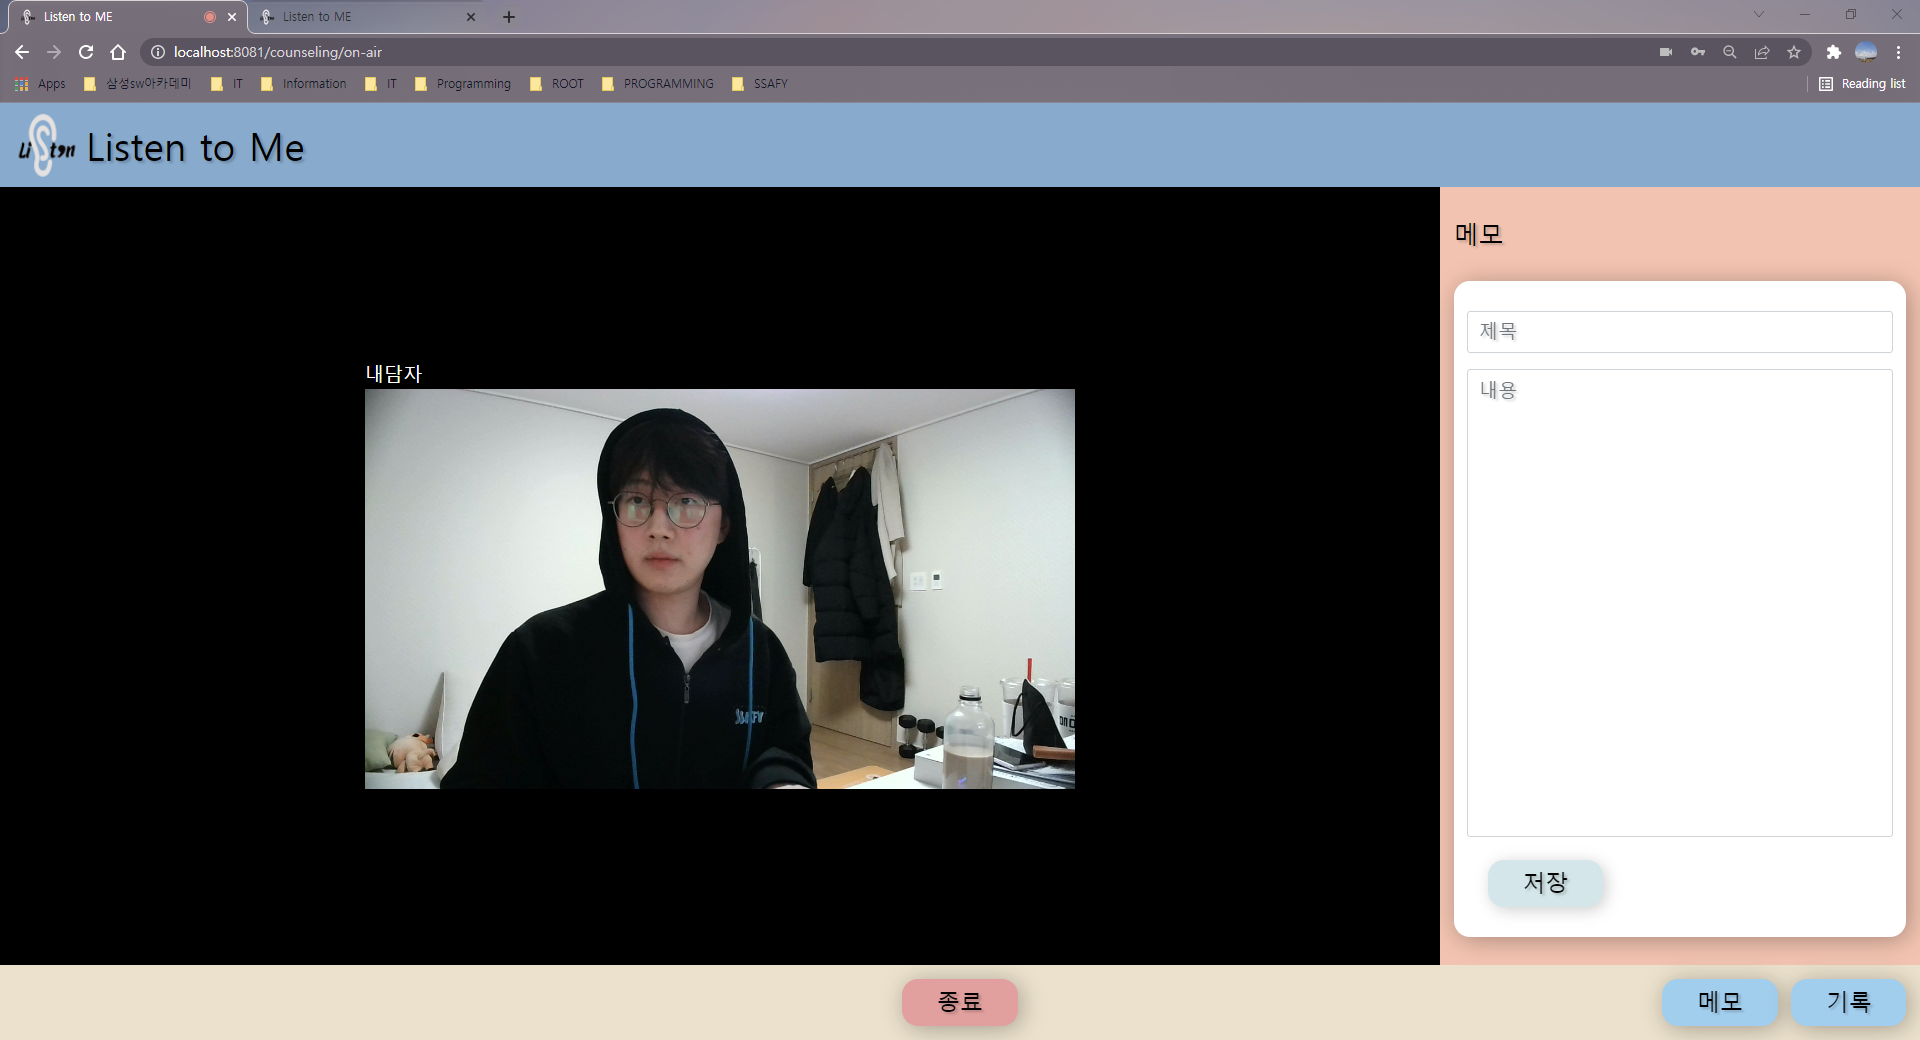 Listen to ME
Listen to ME
localhost:8081/counseling/on-air
Apps
삼성sw아카데미
IT
Information
IT
Programming
ROOT
PROGRAMMING
SSAFY
Reading list
Listen
Listen to Me
메모
제목
내용
저장
내담자
SSAFY
종료
메모
기록